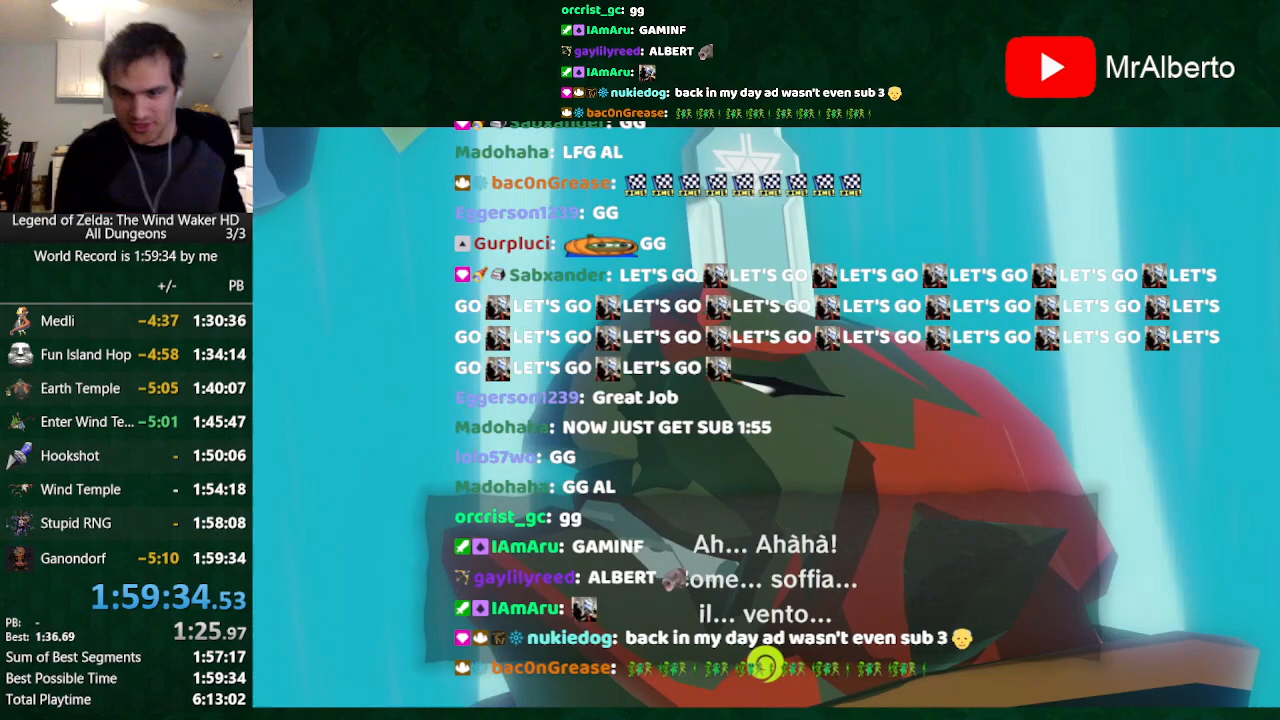 orcrist_gc: gg
IAmAru: GAMINF
gaylilyreed: ALBERT
IAmAru:
nukiedog: back in my day ad wasn't even sub 3
bac0nGrease:
MrAlberto
Legend of Zelda: The Wind Waker HD
All Dungeons
3/3
World Record is 1:59:34 by me
+/- PB
Medli −4:37 1:30:36
Fun Island Hop −4:58 1:34:14
Earth Temple −5:05 1:40:07
Enter Wind Te... −5:01 1:45:47
Hookshot - 1:50:06
Wind Temple - 1:54:18
Stupid RNG - 1:58:08
Ganondorf −5:10 1:59:34
1:59:34.53
PB: -
Best: 1:36.69
1:25.97
Sum of Best Segments 1:57:17
Best Possible Time 1:59:34
Total Playtime 6:13:02
Sabxander: GG
Madohaha: LFG AL
bac0nGrease:
Eggerson1239: GG
Gurpluci: GG
Sabxander: LET'S GO LET'S GO LET'S GO LET'S GO LET'S GO LET'S
GO LET'S GO LET'S GO LET'S GO LET'S GO LET'S GO LET'S GO LET'S
GO LET'S GO LET'S GO LET'S GO LET'S GO LET'S GO LET'S GO LET'S
GO LET'S GO LET'S GO
Eggerson1239: Great Job
Madohaha: NOW JUST GET SUB 1:55
lolo57wo: GG
Madohaha: GG AL
orcrist_gc: gg
IAmAru: GAMINF
gaylilyreed: ALBERT
IAmAru:
nukiedog: back in my day ad wasn't even sub 3
bac0nGrease:
Ah... Ahàhà!
ome... soffia...
il... vento...